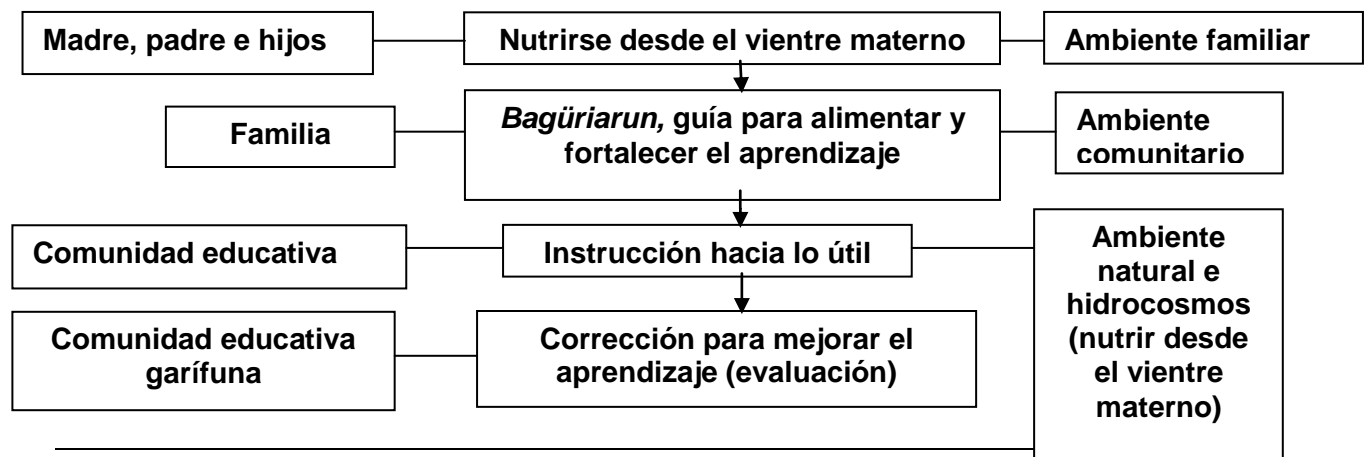 Madre, padre e hijos
Nutrirse desde el vientre materno
Ambiente familiar
Familia
Bagüriarun, guía para alimentar y
fortalecer el aprendizaje
Ambiente
comunitario
Comunidad educativa
Instrucción hacia lo útil
Ambiente
natural e
hidrocosmos
(nutrir desde
el vientre
materno)
Comunidad educativa
garífuna
Corrección para mejorar el
aprendizaje (evaluación)